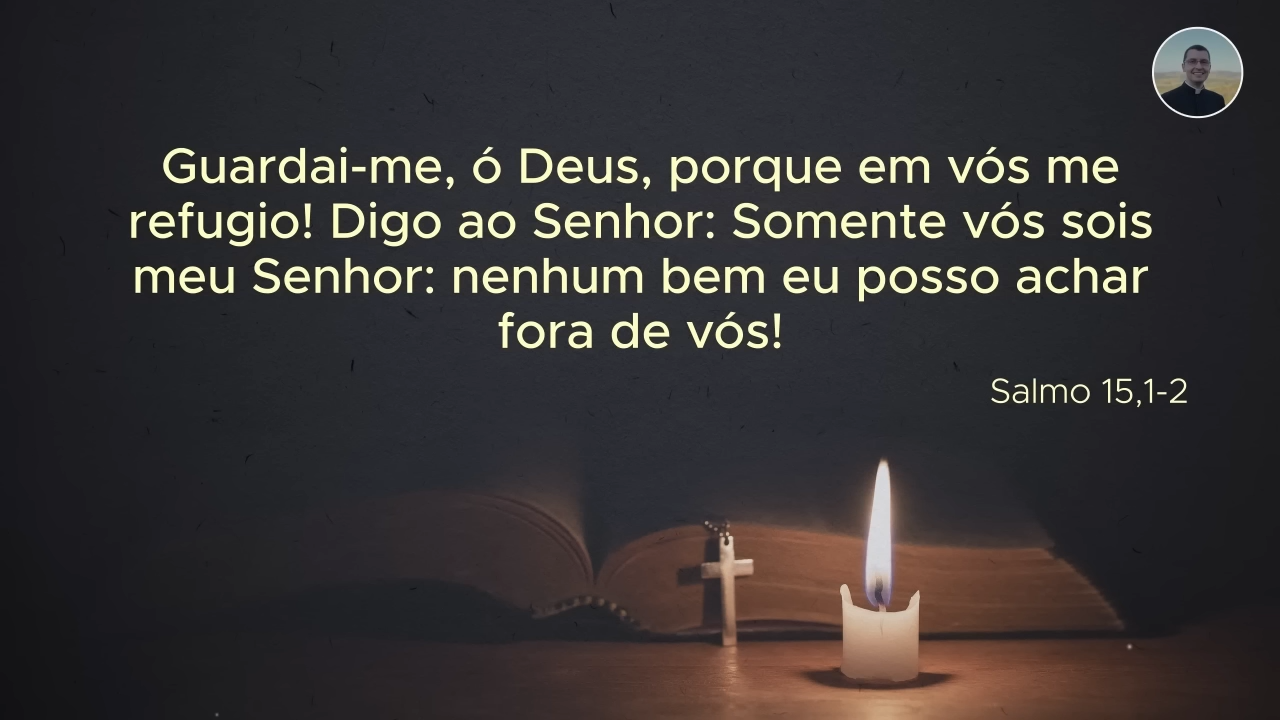 Guardai-me, ó Deus, porque em vós me
refugio! Digo ao Senhor: Somente vós sois
meu Senhor: nenhum bem eu posso achar
fora de vós!
Salmo 15,1-2